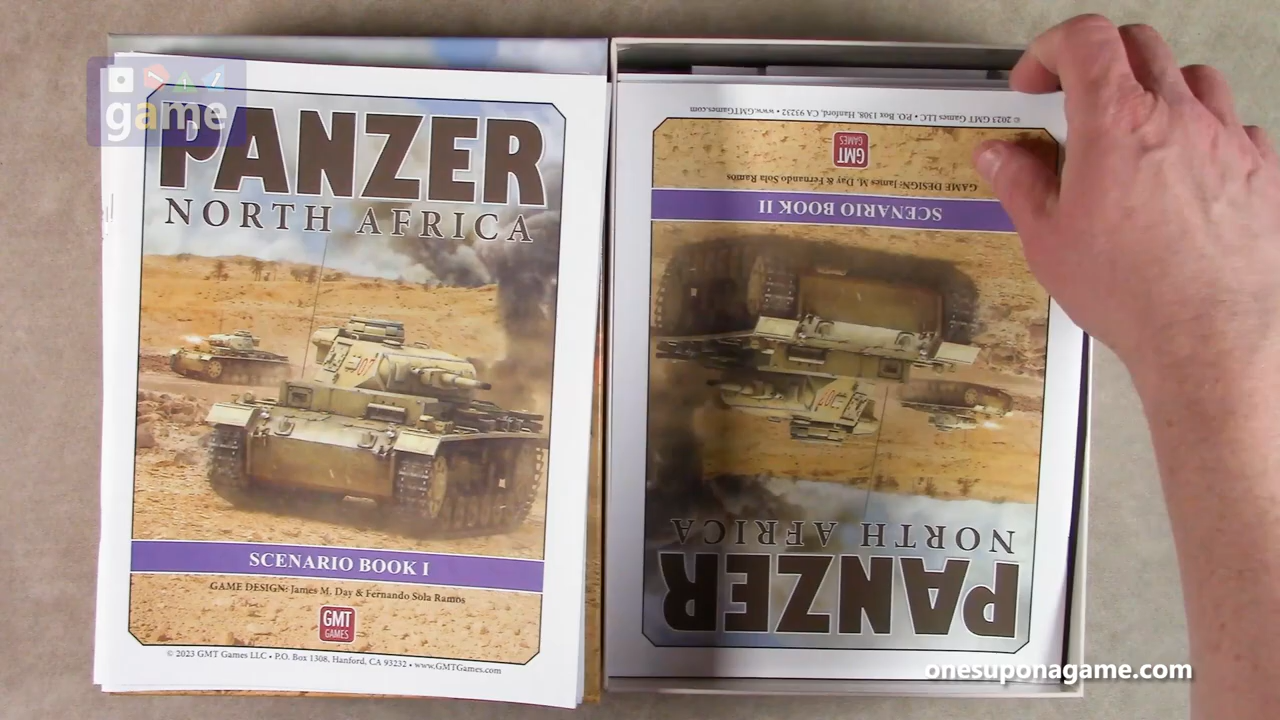 game
PANZER
NORTH AFRICA
SCENARIO BOOK I
GAME DESIGN: James M. Day & Fernando Sola Ramos
GMT
GAMES
© 2023 GMT Games LLC • P.O. Box 1308, Hanford, CA 93232 • www.GMTGames.com
PANZER
NORTH AFRICA
SCENARIO BOOK II
GAME DESIGN: James M. Day & Fernando Sola Ramos
GMT
GAMES
© 2023 GMT Games LLC • P.O. Box 1308, Hanford, CA 93232 • www.GMTGames.com
onesuponagame.com